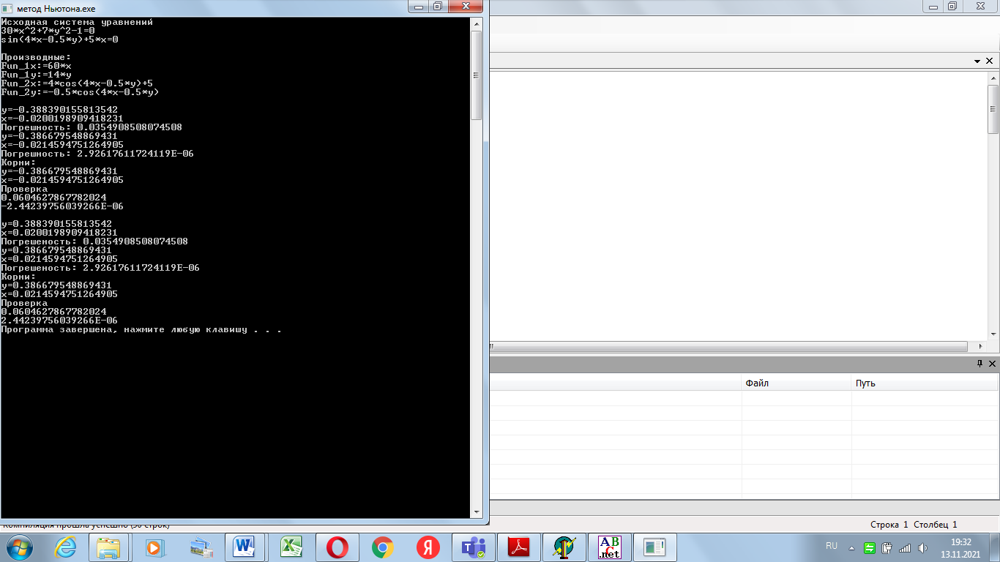 метод Ньютона.exe
Исходная система уравнений
30*x^2+7*y^2-1=0
sin(4*x-0.5*y)+5*x=0
Производные:
Fun_1x:=60*x
Fun_1y:=14*y
Fun_2x:=4*cos(4*x-0.5*y)+5
Fun_2y:=-0.5*cos(4*x-0.5*y)
y=-0.388390155813542
x=-0.0200198909418231
Погрешность: 0.0354908508074508
y=-0.386679548869431
x=-0.0214594751264905
Погрешность: 2.92617611724119E-06
Корни:
y=-0.386679548869431
x=-0.0214594751264905
Проверка
0.0604627867782024
-2.44239756039266E-06
y=0.388390155813542
x=0.0200198909418231
Погрешеность: 0.0354908508074508
y=0.386679548869431
x=0.0214594751264905
Погрешеность: 2.92617611724119E-06
Корни:
y=0.386679548869431
x=0.0214594751264905
Проверка
0.0604627867782024
2.44239756039266E-06
Программа завершена, нажмите любую клавишу . . .
Файл Путь
Компиляция прошла успешно (90 строк)
Строка 1 Столбец 1
RU
19:32
13.11.2021
ABC.net